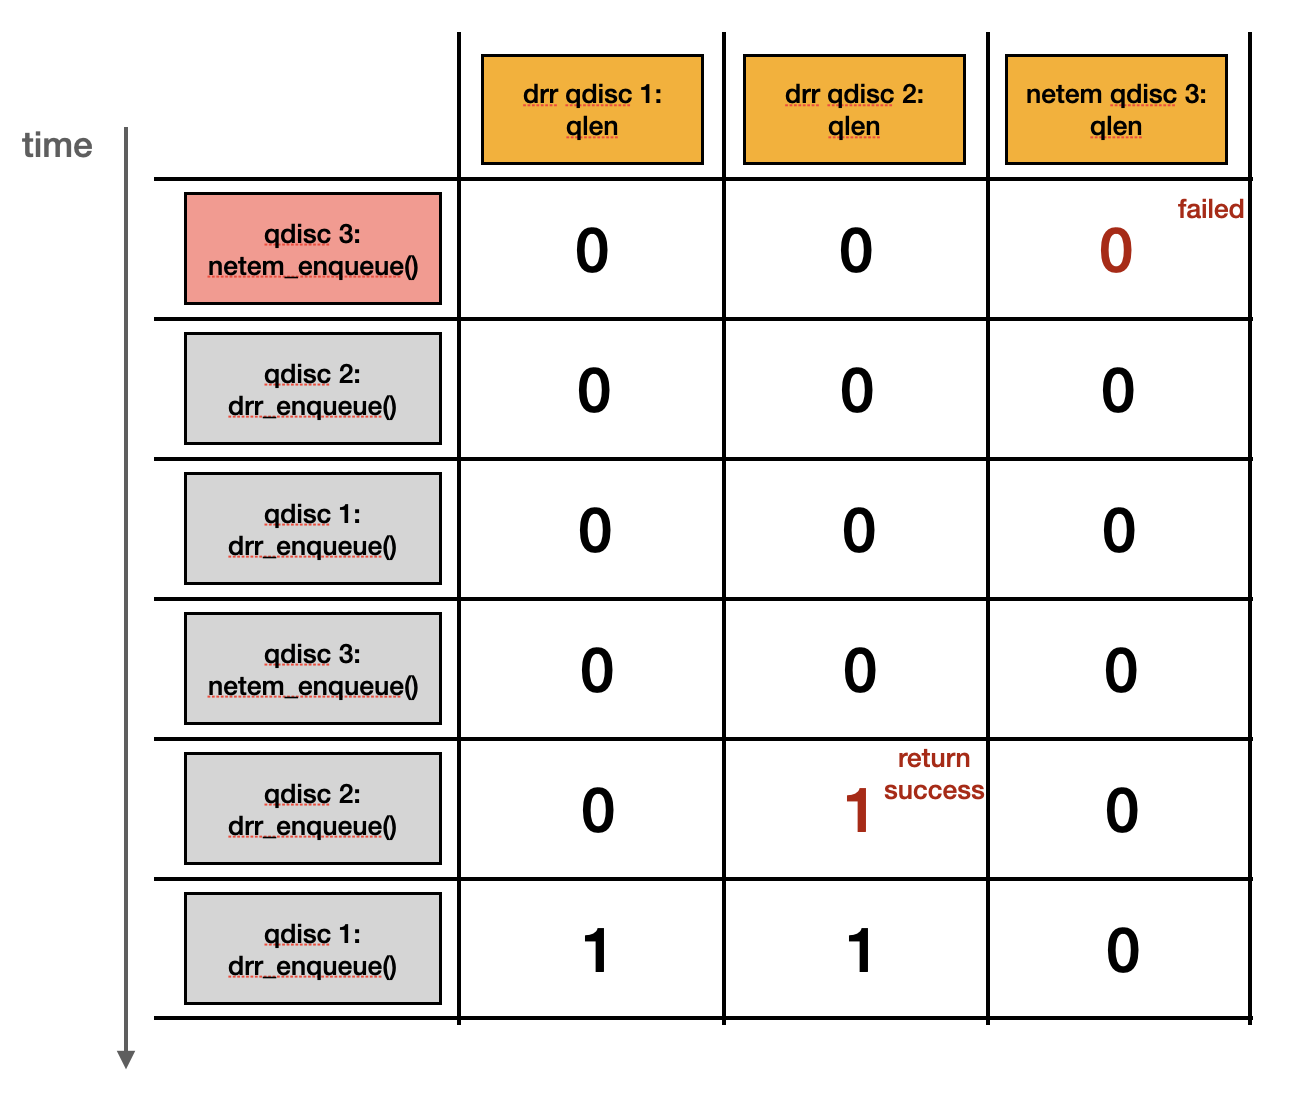 drr qdisc 1:
qlen
drr qdisc 2:
qlen
netem qdisc 3:
qlen
time
qdisc 3:
netem_enqueue()
0
0
0
failed
qdisc 2:
drr_enqueue()
0
0
0
qdisc 1:
drr_enqueue()
0
0
0
qdisc 3:
netem_enqueue()
0
0
0
qdisc 2:
drr_enqueue()
0
1
return
success
0
qdisc 1:
drr_enqueue()
1
1
0